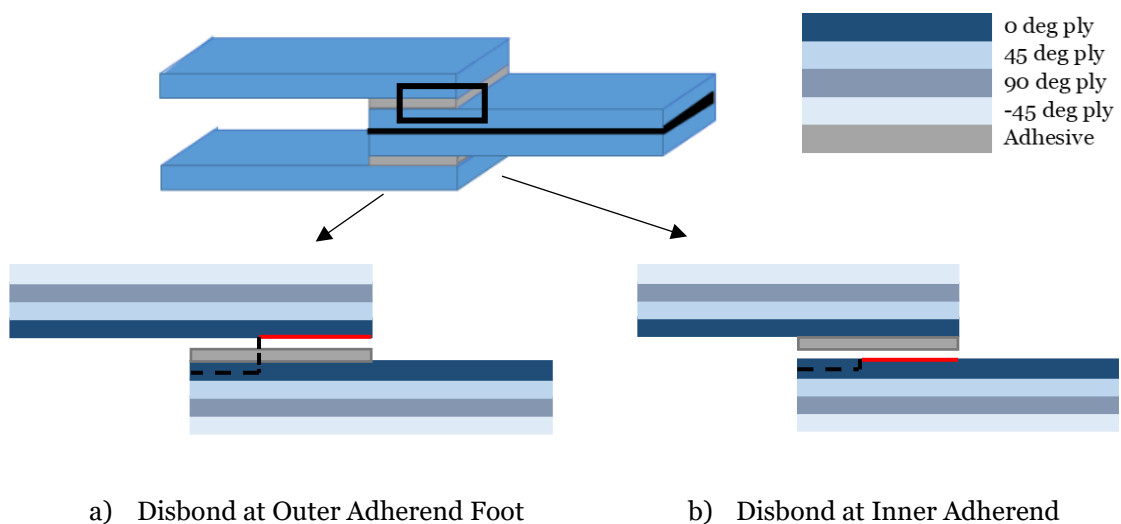 0 deg ply
45 deg ply
90 deg ply
-45 deg ply
Adhesive
a) Disbond at Outer Adherend Foot
b) Disbond at Inner Adherend